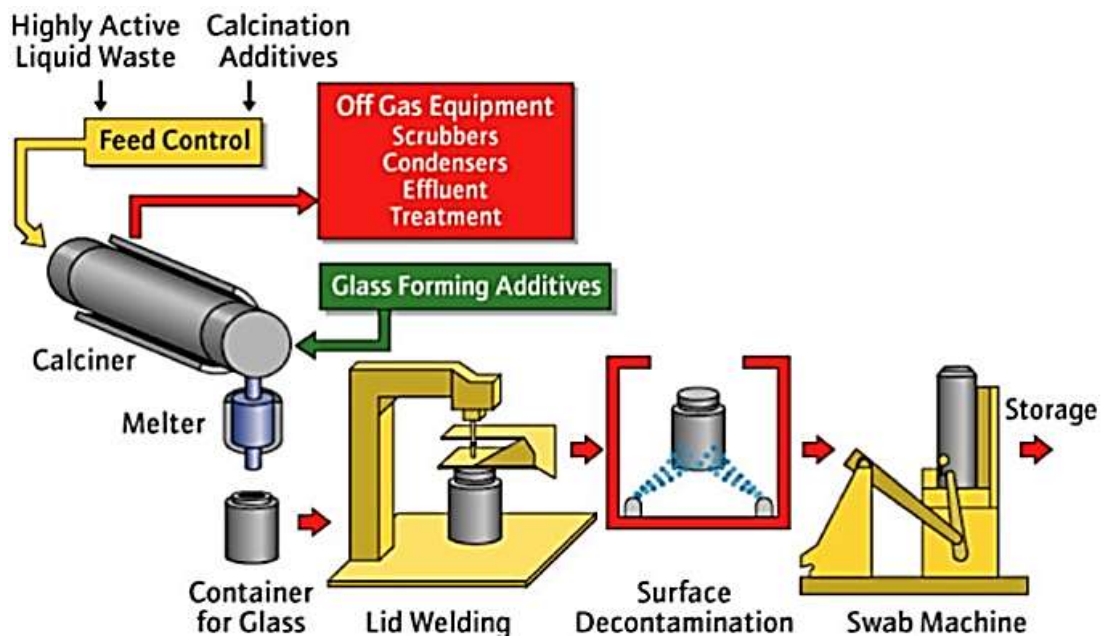 Highly Active
Liquid Waste
Calcination
Additives
Feed Control
Off Gas Equipment
Scrubbers
Condensers
Effluent
Treatment
Glass Forming Additives
Calciner
Melter
Storage
Container
for Glass
Lid Welding
Surface
Decontamination
Swab Machine